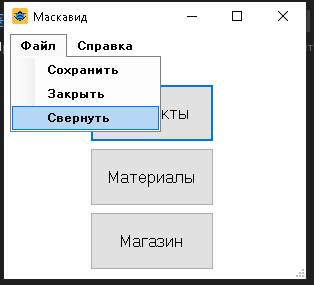 Маскавид
Файл Справка
Сохранить
Закрыть
Свернуть
кты
Материалы
Магазин